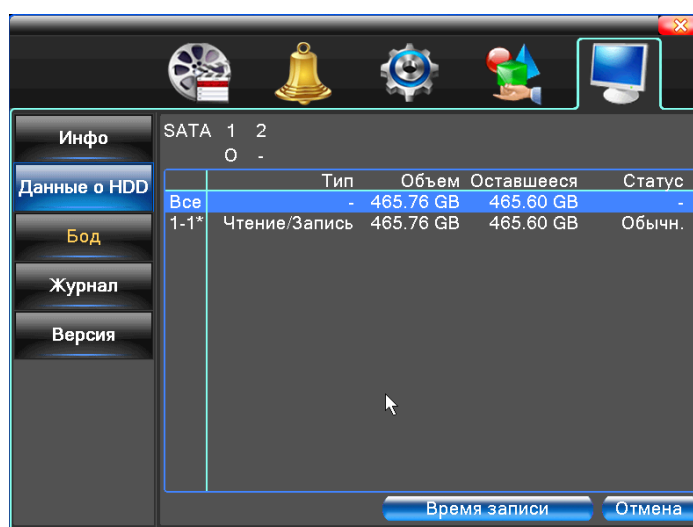 Инфо
Данные о HDD
Бод
Журнал
Версия
SATA 1 2
O -
Тип Объем Оставшееся Статус
Все - 465.76 GB 465.60 GB -
1-1* Чтение/Запись 465.76 GB 465.60 GB Обычн.
Время записи Отмена